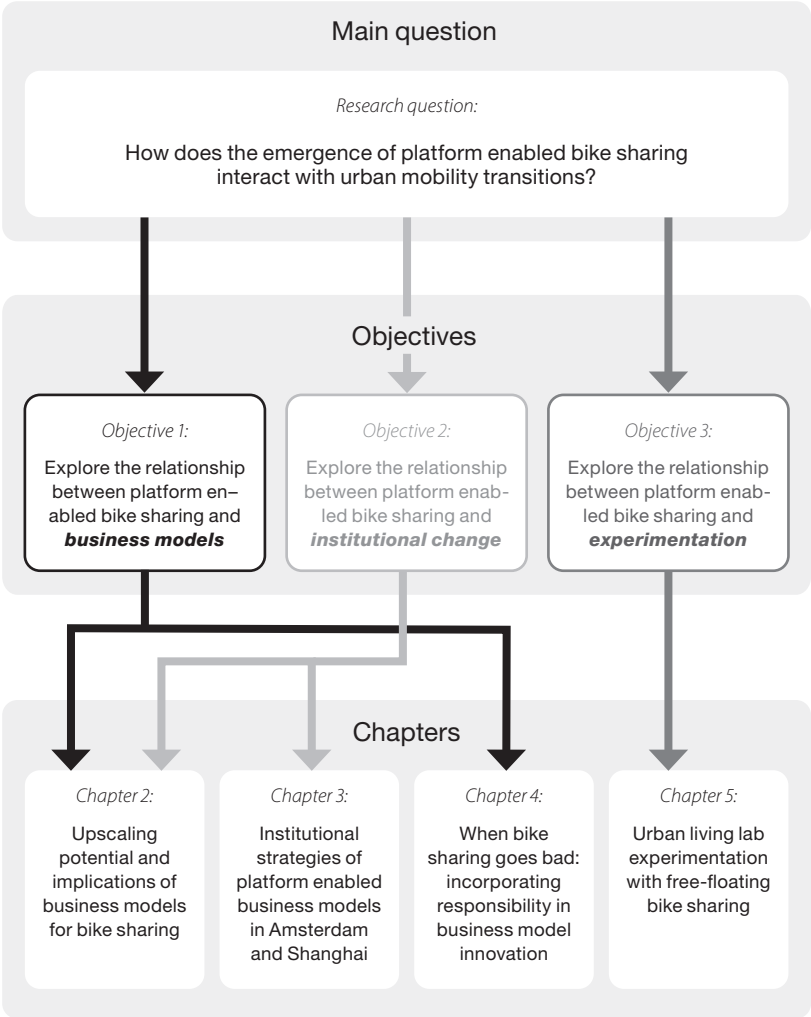 Main question
Research question:
How does the emergence of platform enabled bike sharing
interact with urban mobility transitions?
Objectives
Objective 1:
Explore the relationship
between platform en–
abled bike sharing and
business models
Objective 2:
Explore the relationship
between platform enab-
led bike sharing and
institutional change
Objective 3:
Explore the relationship
between platform enab-
led bike sharing and
experimentation
Chapters
Chapter 2:
Upscaling
potential and
implications of
business models
for bike sharing
Chapter 3:
Institutional
strategies of
platform enabled
business models
in Amsterdam
and Shanghai
Chapter 4:
When bike
sharing goes bad:
incorporating
responsibility in
business model
innovation
Chapter 5:
Urban living lab
experimentation
with free-floating
bike sharing